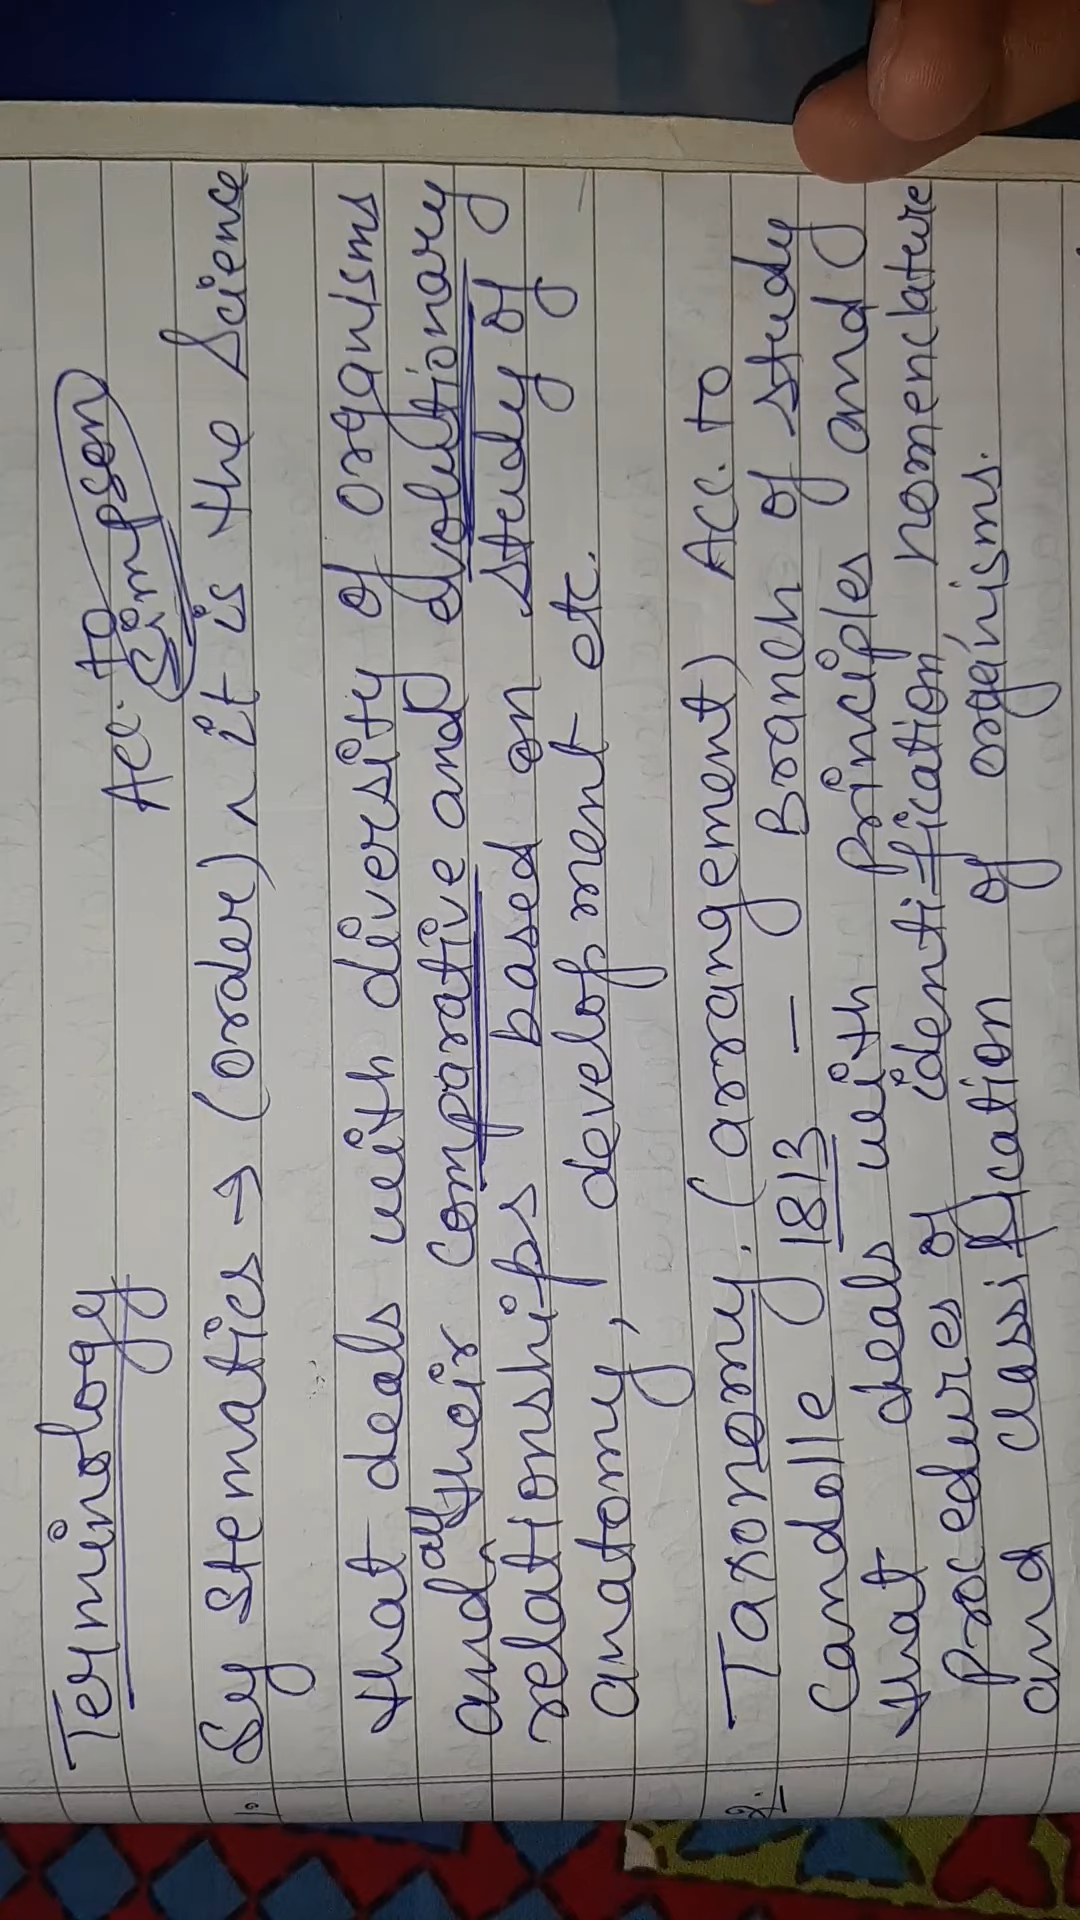 Terminology
Acc. to
Simpson
1. Systematics → (order) it is the Science
that deals with diversity of organisms
and all their comparative and evolutionary
relationships based on study of
anatomy, development etc.
2. Taxonomy. (arrangement) Acc. to
Candolle 1813 — Branch of study
that deals with principles and
procedures of identification nomenclature
and classification of organisms.